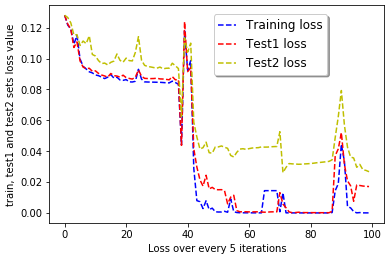 0.12
0.10
0.08
0.06
0.04
0.02
0.00
train, test1 and test2 sets loss value
Training loss
Test1 loss
Test2 loss
0 20 40 60 80 100
Loss over every 5 iterations